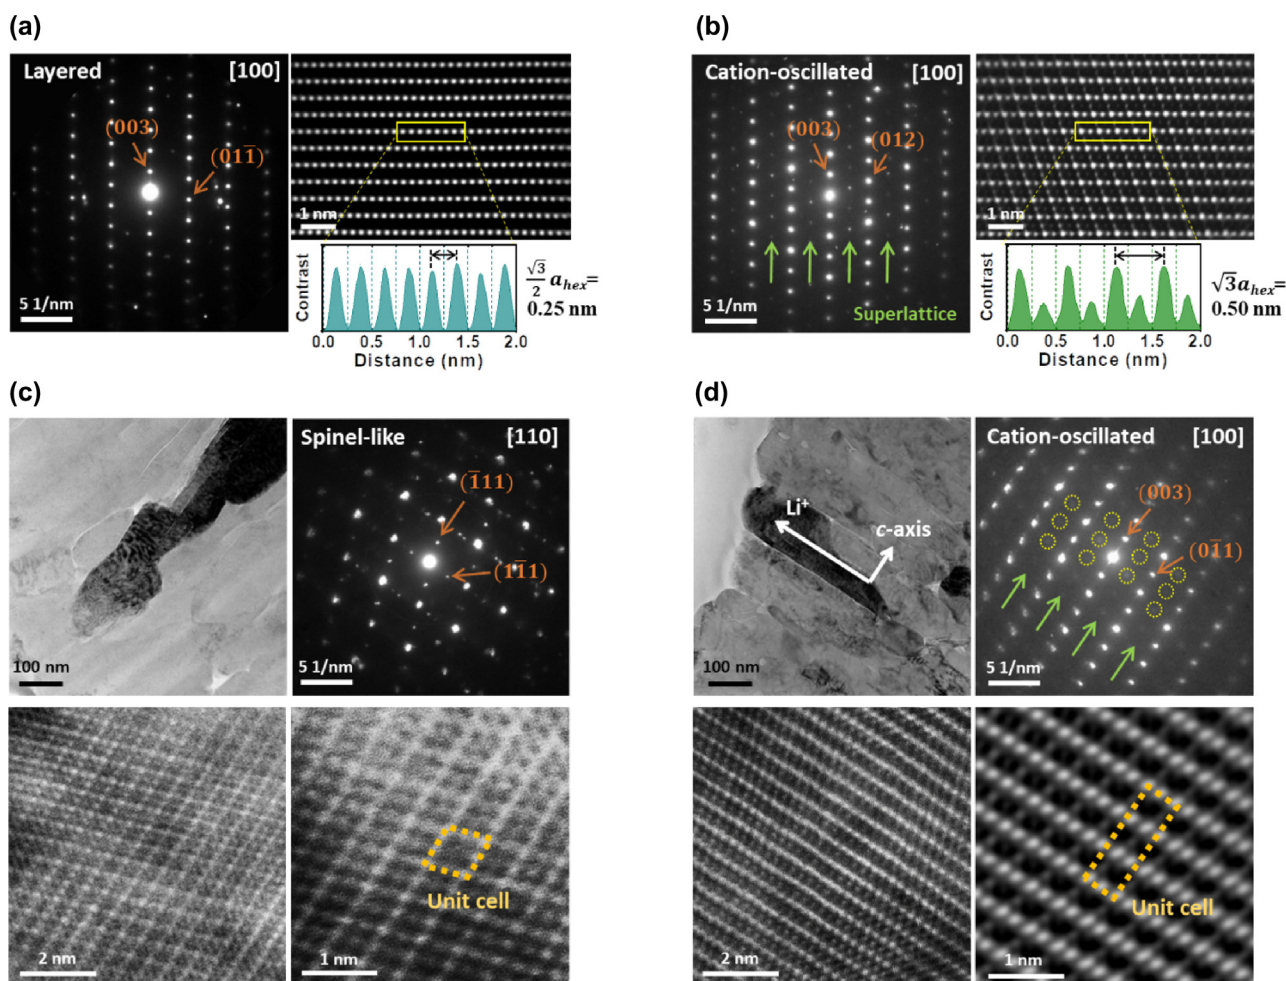 (a)
Layered [100]
(003)
(011̅)
5 1/nm
1 nm
Contrast
0.0 0.5 1.0 1.5 2.0
Distance (nm)
√3/2 a_hex=
0.25 nm
(b)
Cation-oscillated [100]
(003)
(012)
5 1/nm
Superlattice
1 nm
Contrast
0.0 0.5 1.0 1.5 2.0
Distance (nm)
√3a_hex=
0.50 nm
(c)
100 nm
Spinel-like [110]
(1̅11)
(11̅1)
5 1/nm
2 nm
Unit cell
1 nm
(d)
Li⁺
c-axis
100 nm
Cation-oscillated [100]
(003)
(01̅1)
5 1/nm
2 nm
Unit cell
1 nm